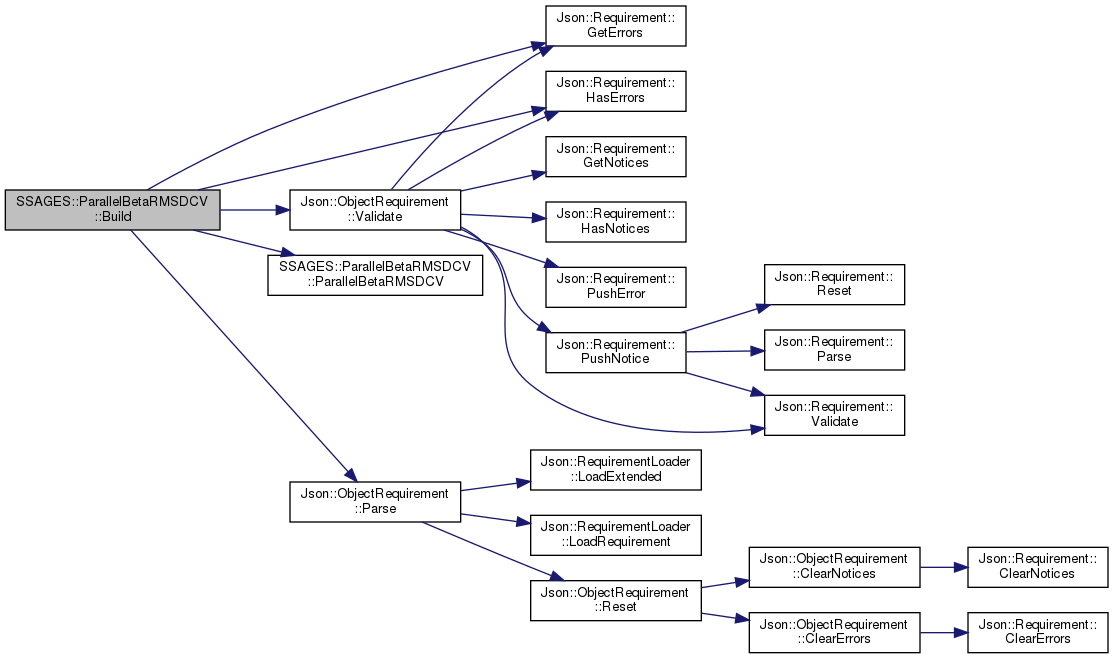 Json::Requirement::
GetErrors
Json::Requirement::
HasErrors
Json::Requirement::
GetNotices
SSAGES::ParallelBetaRMSDCV
::Build
Json::ObjectRequirement
::Validate
Json::Requirement::
HasNotices
SSAGES::ParallelBetaRMSDCV
::ParallelBetaRMSDCV
Json::Requirement::
PushError
Json::Requirement::
Reset
Json::Requirement::
PushNotice
Json::Requirement::
Parse
Json::Requirement::
Validate
Json::ObjectRequirement
::Parse
Json::RequirementLoader
::LoadExtended
Json::RequirementLoader
::LoadRequirement
Json::ObjectRequirement
::Reset
Json::ObjectRequirement
::ClearNotices
Json::Requirement::
ClearNotices
Json::ObjectRequirement
::ClearErrors
Json::Requirement::
ClearErrors